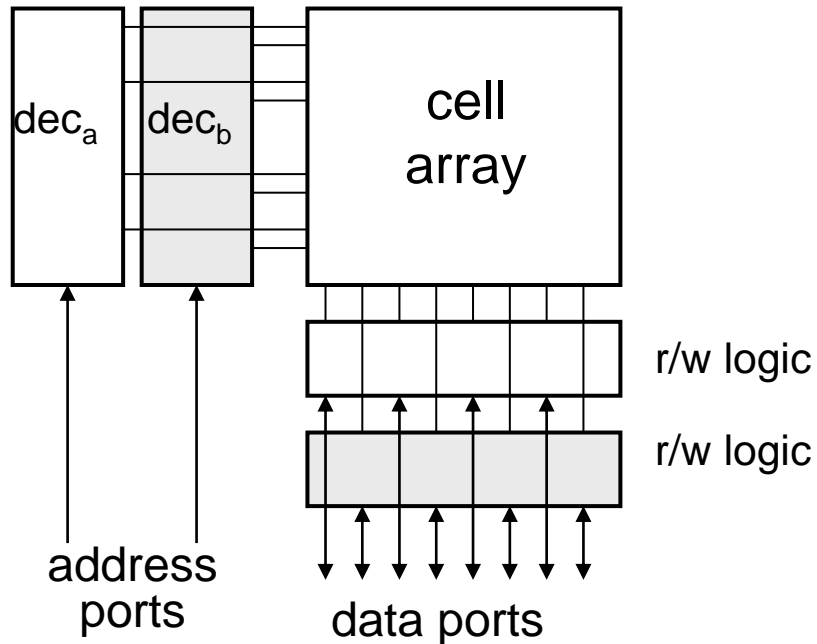 dec_a
dec_b
cell
array
r/w logic
r/w logic
address
ports
data ports